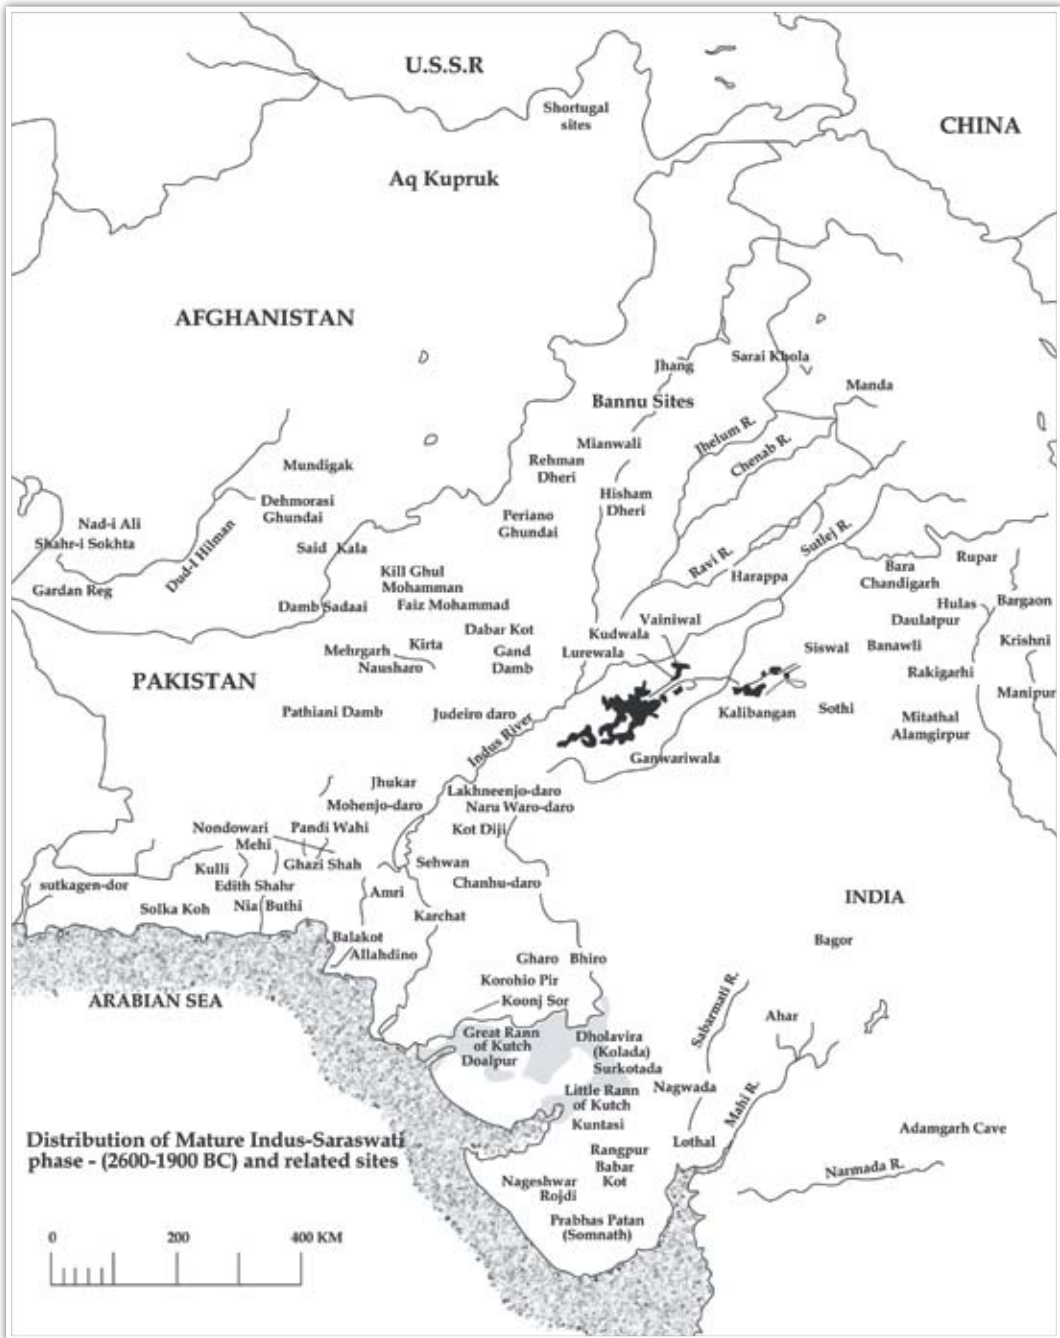 U.S.S.R
Shortugal
sites
CHINA
Aq Kupruk
AFGHANISTAN
Jhang
Sarai Khola
Manda
Bannu Sites
Jhelum R.
Mianwali
Chenab R.
Rehman
Dheri
Mundigak
Hisham
Dheri
Dehmorasi
Ghundai
Periano
Ghundai
Nad-i Ali
Shahr-i Sokhta
Dud-I Hilman
Said Kala
Sutlej R.
Ravi R.
Harappa
Rupar
Bara
Chandigarh
Gardan Reg
Kill Ghul
Mohamman
Damb Sadaai
Faiz Mohammad
Hulas
Daulatpur
Bargaon
Vainiwal
Kudwala
Lurewala
Dabar Kot
Kirta
Mehrgarh
Nausharo
Gand
Damb
Siswal
Banawli
Krishni
Rakigarhi
PAKISTAN
Manipur
Pathiani Damb
Judeiro daro
Indus River
Kalibangan
Sothi
Mitathal
Alamgirpur
Ganwariwala
Jhukar
Mohenjo-daro
Lakhneenjo-daro
Naru Waro-daro
Nondowari
Pandi Wahi
Kot Diji
Mehi
Kulli
Ghazi Shah
Sehwan
sutkagen-dor
Edith Shahr
Amri
Chanhu-daro
Solka Koh
Nia Buthi
Karchat
INDIA
Balakot
Allahdino
Bagor
Gharo Bhiro
Korohio Pir
Koonj Sor
ARABIAN SEA
Sabarmati R.
Ahar
Great Rann
of Kutch
Doalpur
Dholavira
(Kolada)
Surkotada
Nagwada
Mahi R.
Little Rann
of Kutch
Kuntasi
Adamgarh Cave
Distribution of Mature Indus-Saraswati
phase - (2600-1900 BC) and related sites
Lothal
Rangpur
Babar
Kot
Narmada R.
Nageshwar
Rojdi
Prabhas Patan
(Somnath)
0 200 400 KM